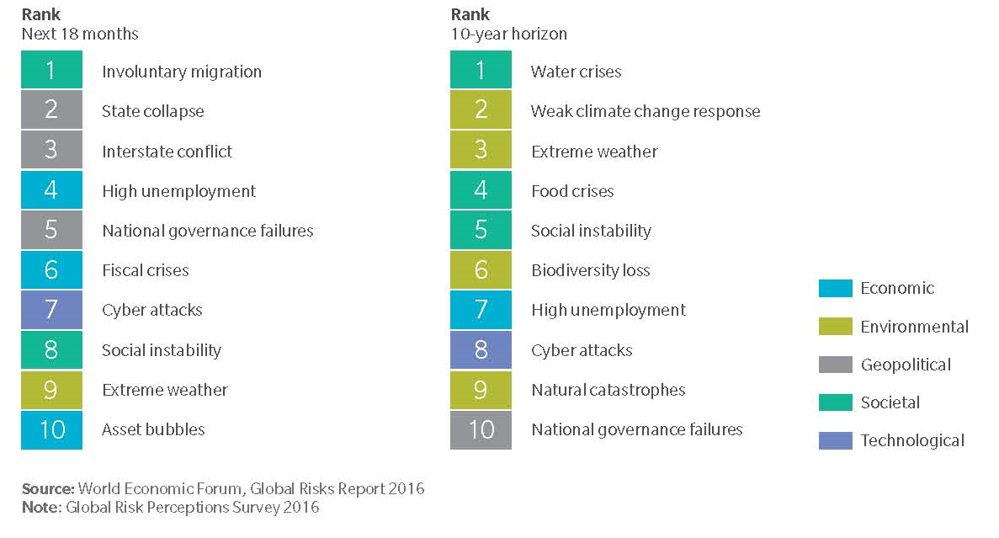 Rank
Next 18 months
1 Involuntary migration
2 State collapse
3 Interstate conflict
4 High unemployment
5 National governance failures
6 Fiscal crises
7 Cyber attacks
8 Social instability
9 Extreme weather
10 Asset bubbles
Rank
10-year horizon
1 Water crises
2 Weak climate change response
3 Extreme weather
4 Food crises
5 Social instability
6 Biodiversity loss
7 High unemployment
8 Cyber attacks
9 Natural catastrophes
10 National governance failures
Economic
Environmental
Geopolitical
Societal
Technological
Source: World Economic Forum, Global Risks Report 2016
Note: Global Risk Perceptions Survey 2016